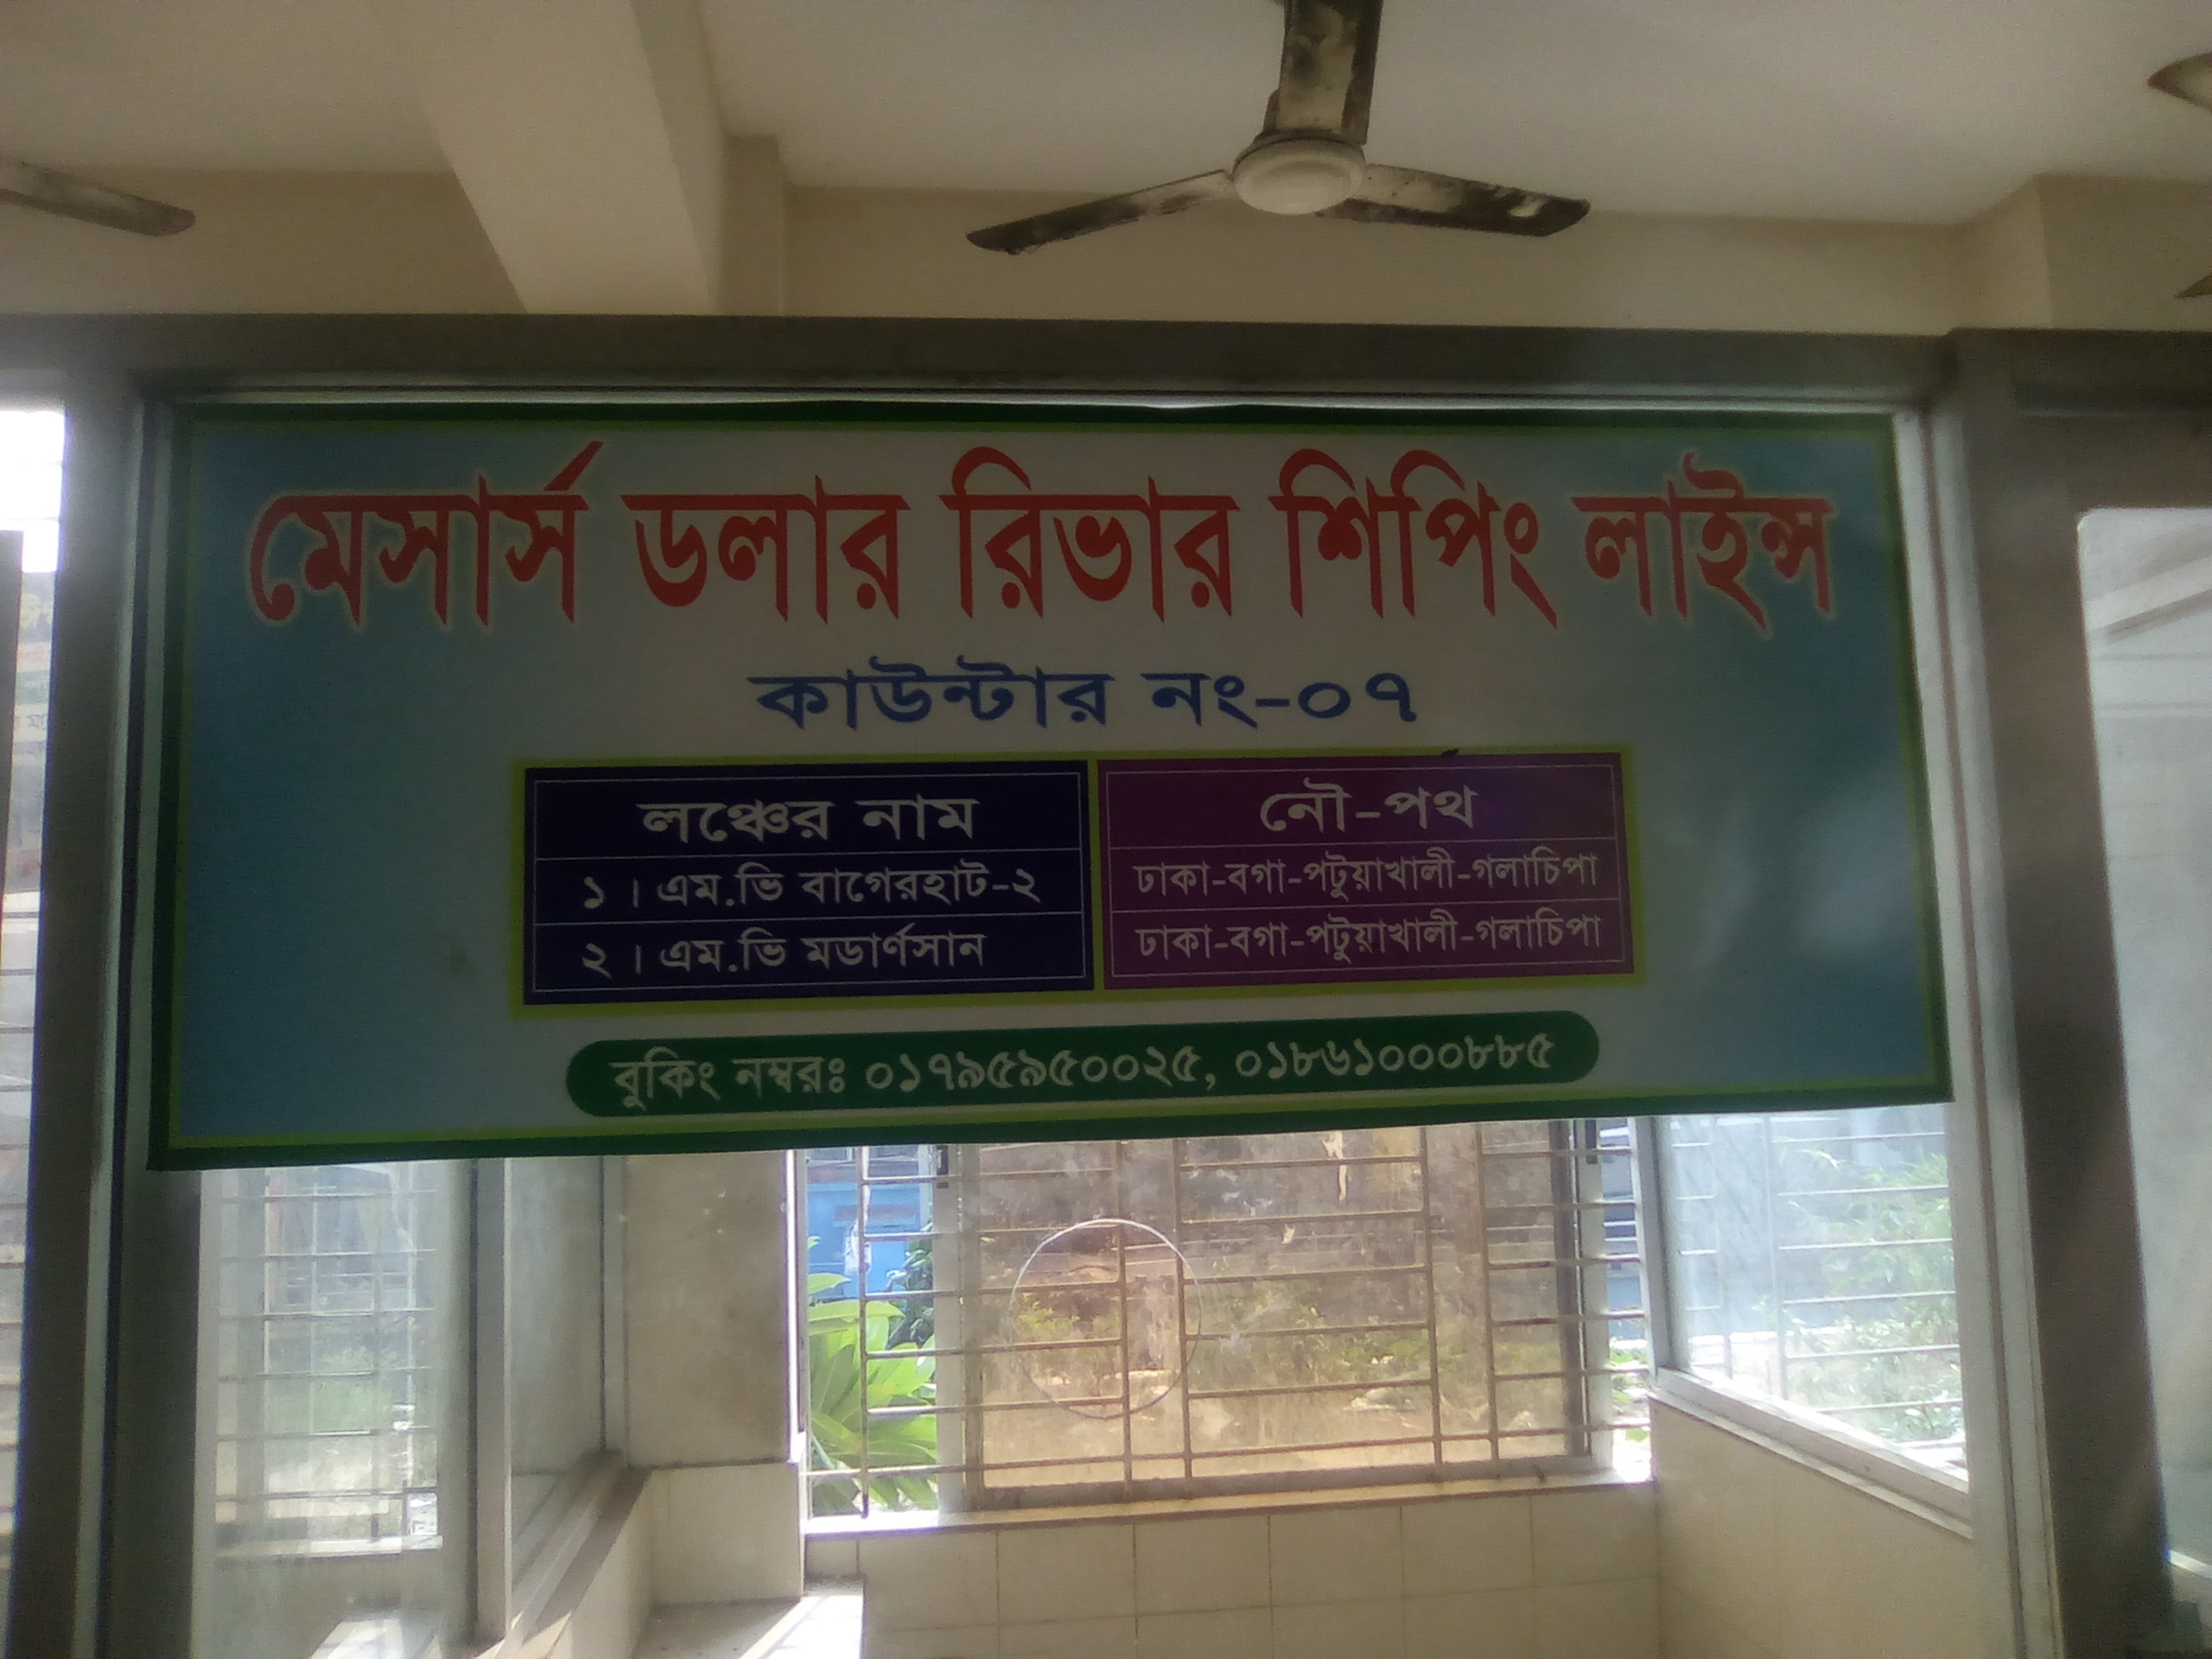 মেসার্স ডলার রিভার শিপিং লাইন্স
কাউন্টার নং-০৭
লঞ্চের নাম
নৌ-পথ
১। এম.ভি বাগেরহাট-২
ঢাকা-বগা-পটুয়াখালী-গলাচিপা
২। এম.ভি মডার্ণসান
ঢাকা-বগা-পটুয়াখালী-গলাচিপা
বুকিং নম্বরঃ ০১৭৯৫৯৫০০২৫, ০১৮৬১০০০৮৮৫